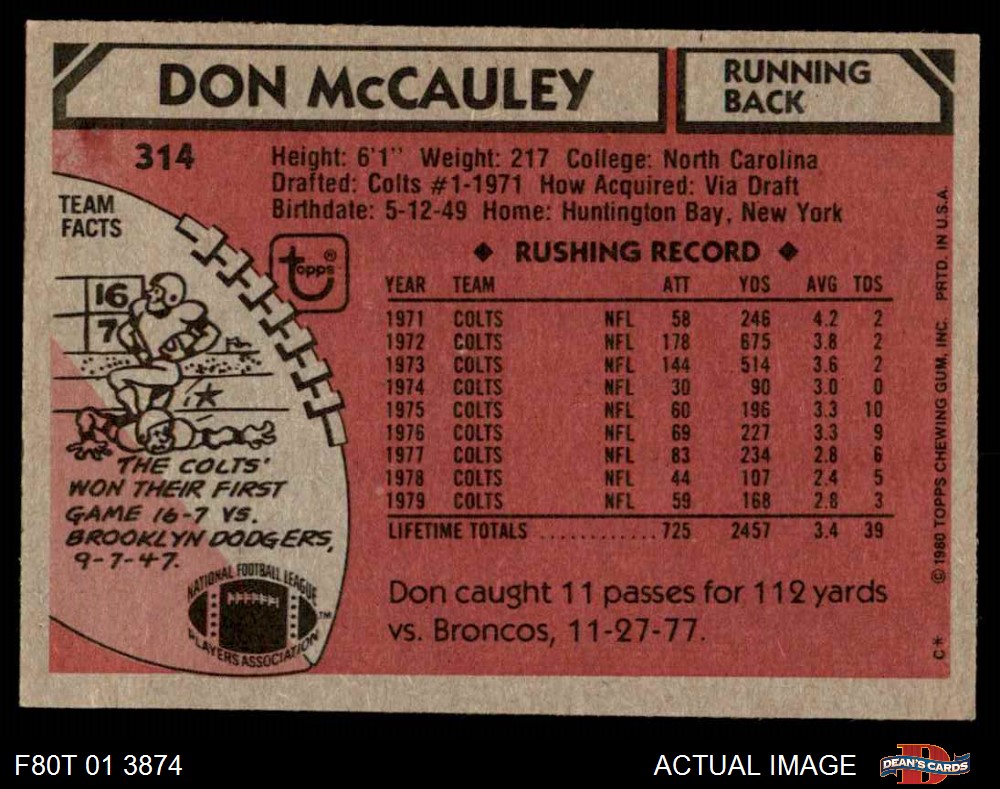 DON McCAULEY
RUNNING
BACK
314
Height: 6'1" Weight: 217 College: North Carolina
Drafted: Colts #1-1971 How Acquired: Via Draft
Birthdate: 5-12-49 Home: Huntington Bay, New York
TEAM
FACTS
16
7
THE COLTS'
WON THEIR FIRST
GAME 16-7 VS.
BROOKLYN DODGERS,
9-7-47.
topps®
NATIONAL FOOTBALL LEAGUE
PLAYERS ASSOCIATION
TM
◆ RUSHING RECORD ◆
YEAR TEAM ATT YDS AVG TDS
1971 COLTS NFL 58 246 4.2 2
1972 COLTS NFL 178 675 3.8 2
1973 COLTS NFL 144 514 3.6 2
1974 COLTS NFL 30 90 3.0 0
1975 COLTS NFL 60 196 3.3 10
1976 COLTS NFL 69 227 3.3 9
1977 COLTS NFL 83 234 2.8 6
1978 COLTS NFL 44 107 2.4 5
1979 COLTS NFL 59 168 2.8 3
LIFETIME TOTALS ............ 725 2457 3.4 39
Don caught 11 passes for 112 yards
vs. Broncos, 11-27-77.
C* © 1980 TOPPS CHEWING GUM, INC. PRTD. IN U.S.A.
F80T 01 3874
ACTUAL IMAGE
D
DEAN'S CARDS